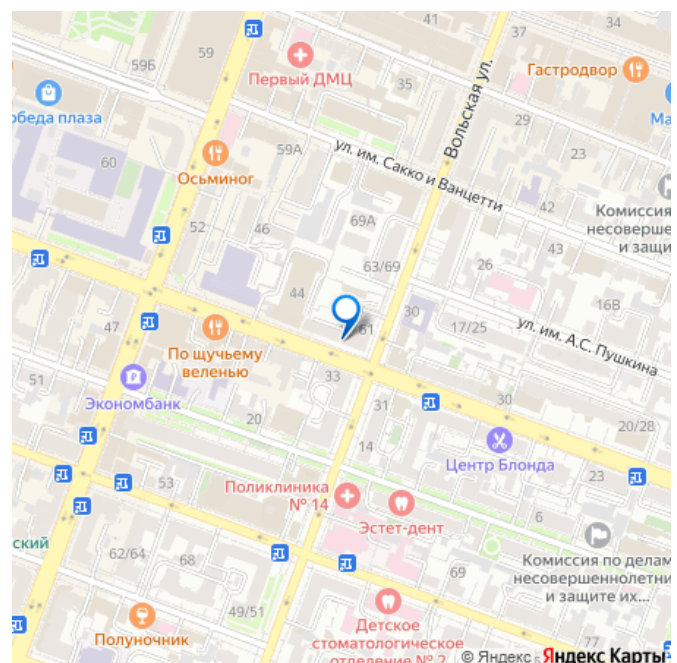 41
37
34
59
59Б
Первый ДМЦ
Гастродвор
35
обеда плаза
Ма
29
Вольская ул.
59А
ул. им. Сакко и Ванцетти
23
60
Осьминог
42
Комиссия
несоверше
и защи
52
46
69А
43
63/69
26
44
16В
61
30
17/25
ул. им. А.С. Пушкина
47
По щучьему
веленью
33
51
Экономбанк
31
30
20
20/28
14
Центр Блонда
23
53
Поликлиника
№ 14
Эстет-дент
6
ский
62/64
68
69
Комиссия по делам
несовершеннолетни
и защите их...
49/51
Полуночник
Детское
стоматологическое
отделение № 2
77
© Яндекс
Яндекс Карты